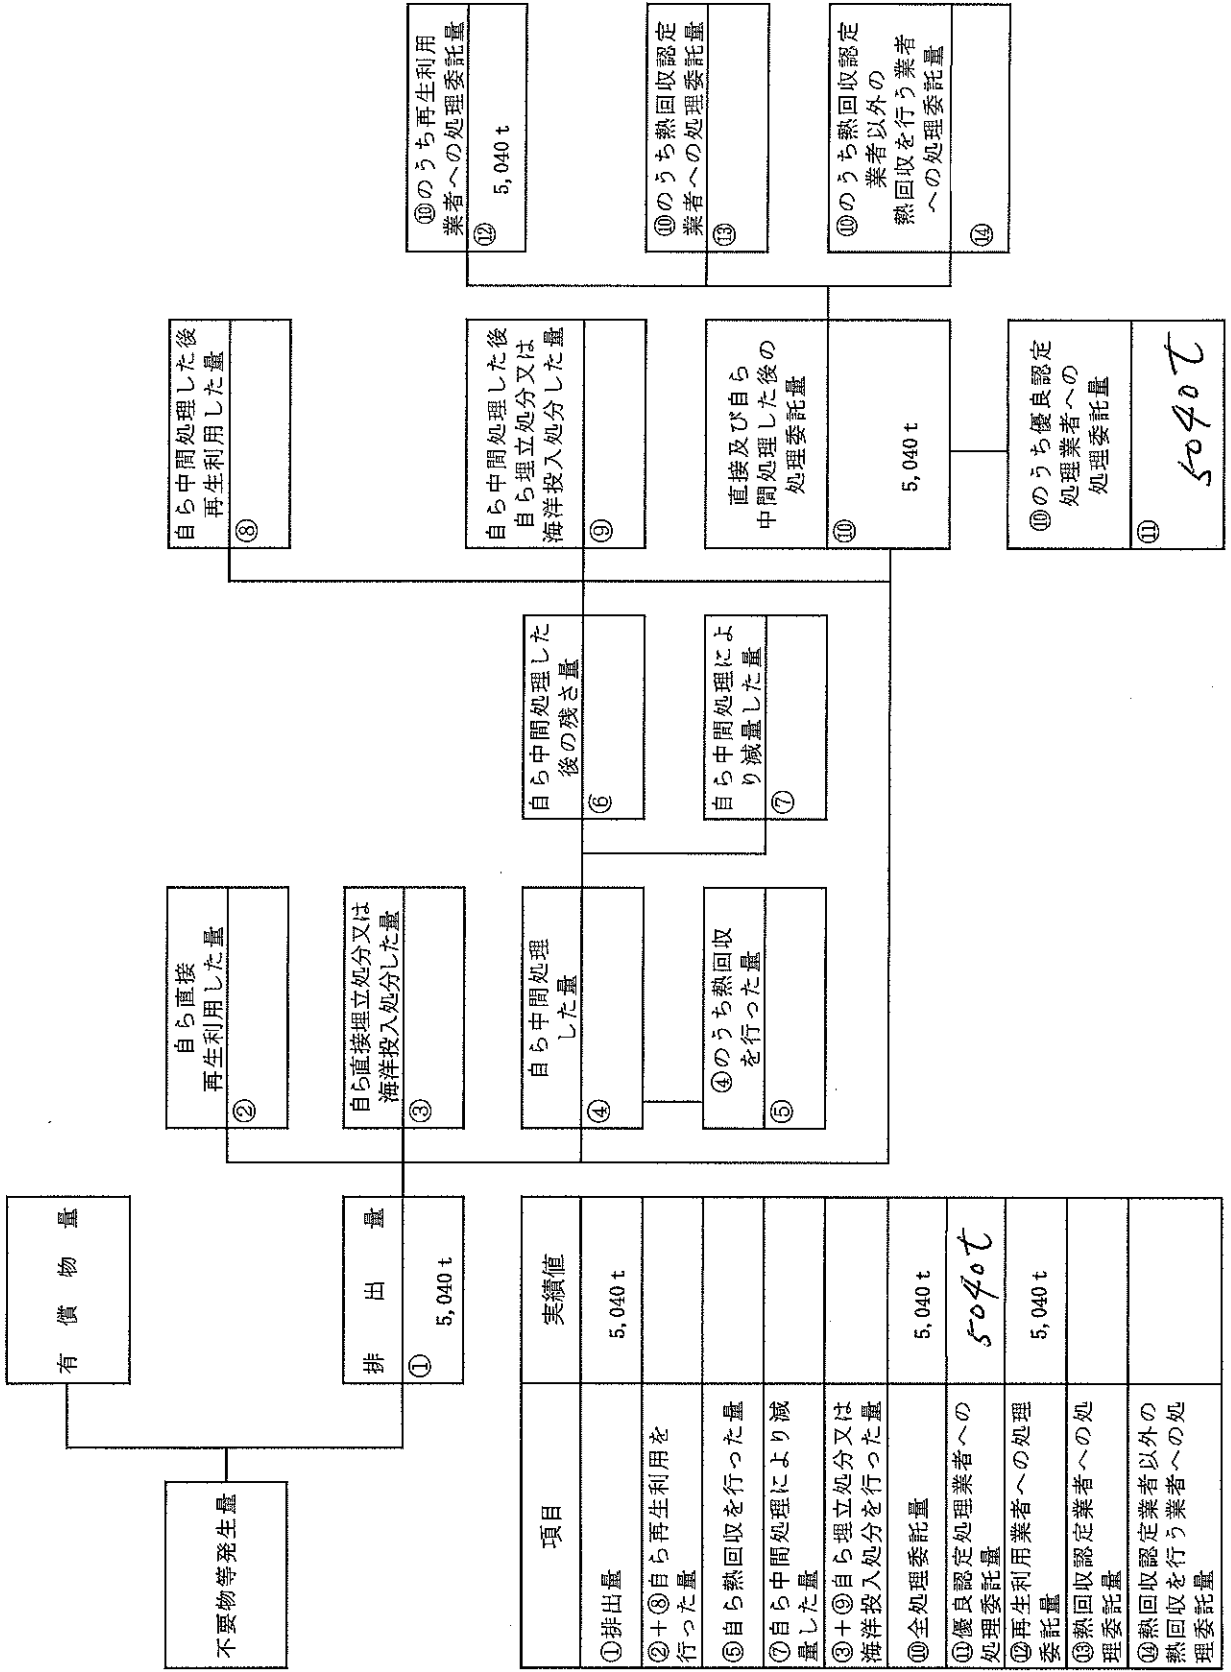 不要物等発生量
有償物量
排出量
①
5,040 t
自ら直接
再生利用した量
②
自ら直接埋立処分又は
海洋投入処分した量
③
自ら中間処理
した量
④
④のうち熱回収
を行った量
⑤
自ら中間処理した
後の残さ量
⑥
自ら中間処理によ
り減量した量
⑦
自ら中間処理した後
再生利用した量
⑧
自ら中間処理した後
自ら埋立処分又は
海洋投入処分した量
⑨
直接及び自ら
中間処理した後の
処理委託量
⑩
5,040 t
⑩のうち優良認定
処理業者への
処理委託量
⑪
5040t
⑩のうち再生利用
業者への処理委託量
⑫
5,040 t
⑩のうち熱回収認定
業者への処理委託量
⑬
⑩のうち熱回収認定
業者以外の
熱回収を行う業者
への処理委託量
⑭
項目
実績値
①排出量
5,040 t
②+⑧自ら再生利用を
行った量
⑤自ら熱回収を行った量
⑦自ら中間処理により減
量した量
③+⑨自ら埋立処分又は
海洋投入処分を行った量
⑩全処理委託量
5,040 t
⑪優良認定処理業者への
処理委託量
5040t
⑫再生利用業者への処理
委託量
5,040 t
⑬熱回収認定業者への処
理委託量
⑭熱回収認定業者以外の
熱回収を行う業者への処
理委託量